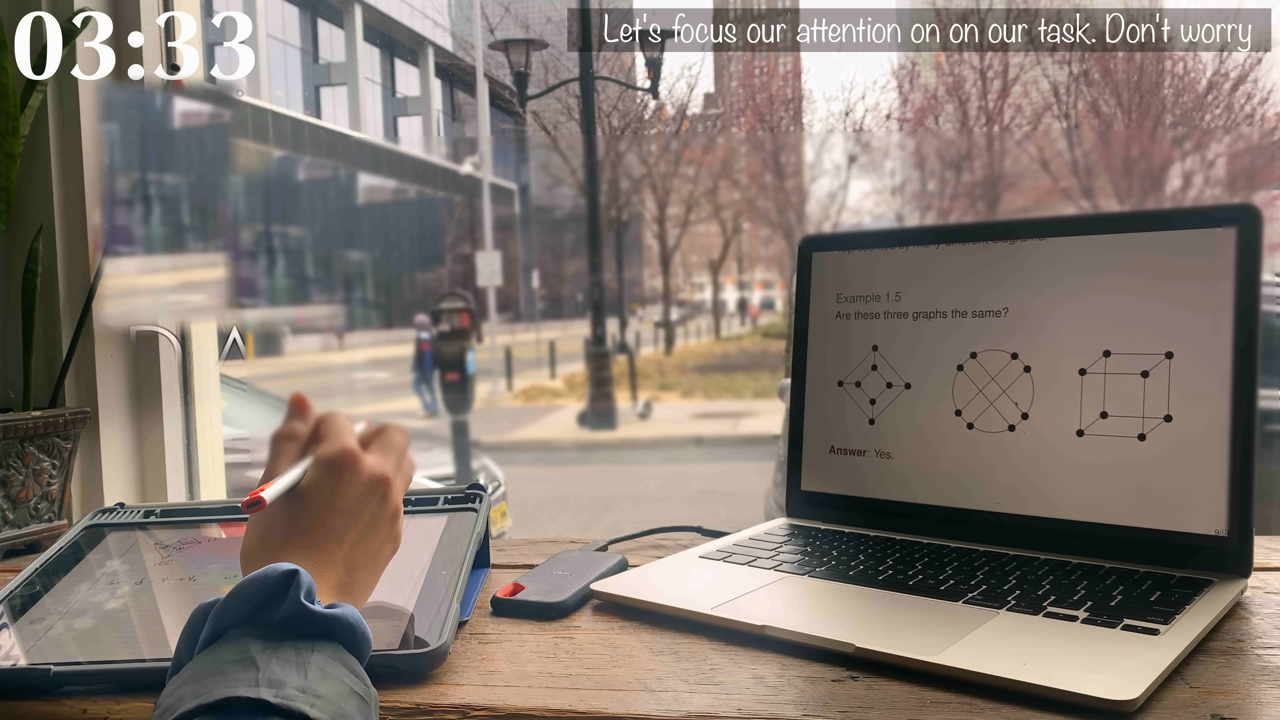 03:33
Let's focus our attention on on our task. Don't worry
Example 1.5
Are these three graphs the same?
Answer: Yes.